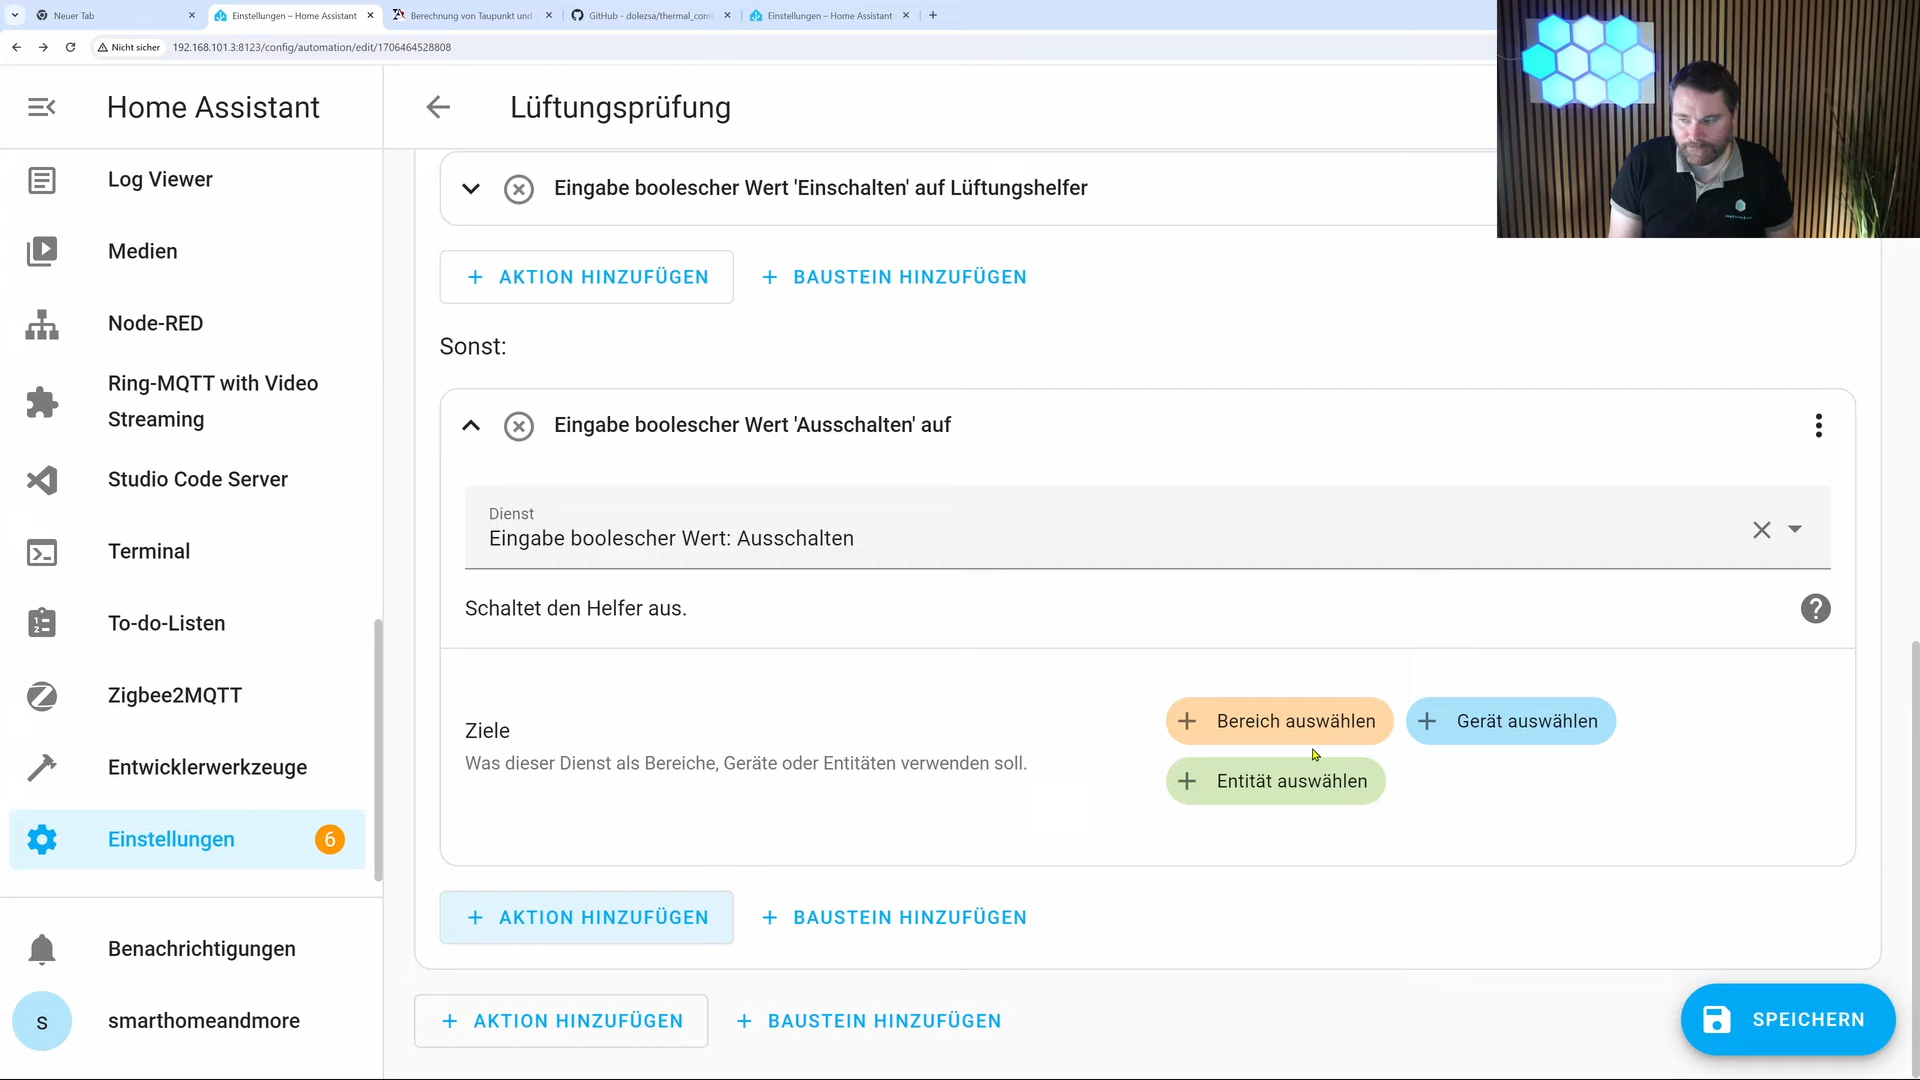 Neuer Tab
Einstellungen – Home Assistant
Berechnung von Taupunkt und
GitHub - dolezsa/thermal_com
Einstellungen – Home Assistant
Nicht sicher
192.168.101.3:8123/config/automation/edit/1706464528808
Home Assistant
Lüftungsprüfung
Log Viewer
Medien
Node-RED
Ring-MQTT with Video
Streaming
Studio Code Server
Terminal
To-do-Listen
Zigbee2MQTT
Entwicklerwerkzeuge
Einstellungen
6
Benachrichtigungen
s
smarthomeandmore
Eingabe boolescher Wert 'Einschalten' auf Lüftungshelfer
AKTION HINZUFÜGEN
BAUSTEIN HINZUFÜGEN
Sonst:
Eingabe boolescher Wert 'Ausschalten' auf
Dienst
Eingabe boolescher Wert: Ausschalten
Schaltet den Helfer aus.
Ziele
Was dieser Dienst als Bereiche, Geräte oder Entitäten verwenden soll.
Bereich auswählen
Gerät auswählen
Entität auswählen
AKTION HINZUFÜGEN
BAUSTEIN HINZUFÜGEN
AKTION HINZUFÜGEN
BAUSTEIN HINZUFÜGEN
SPEICHERN